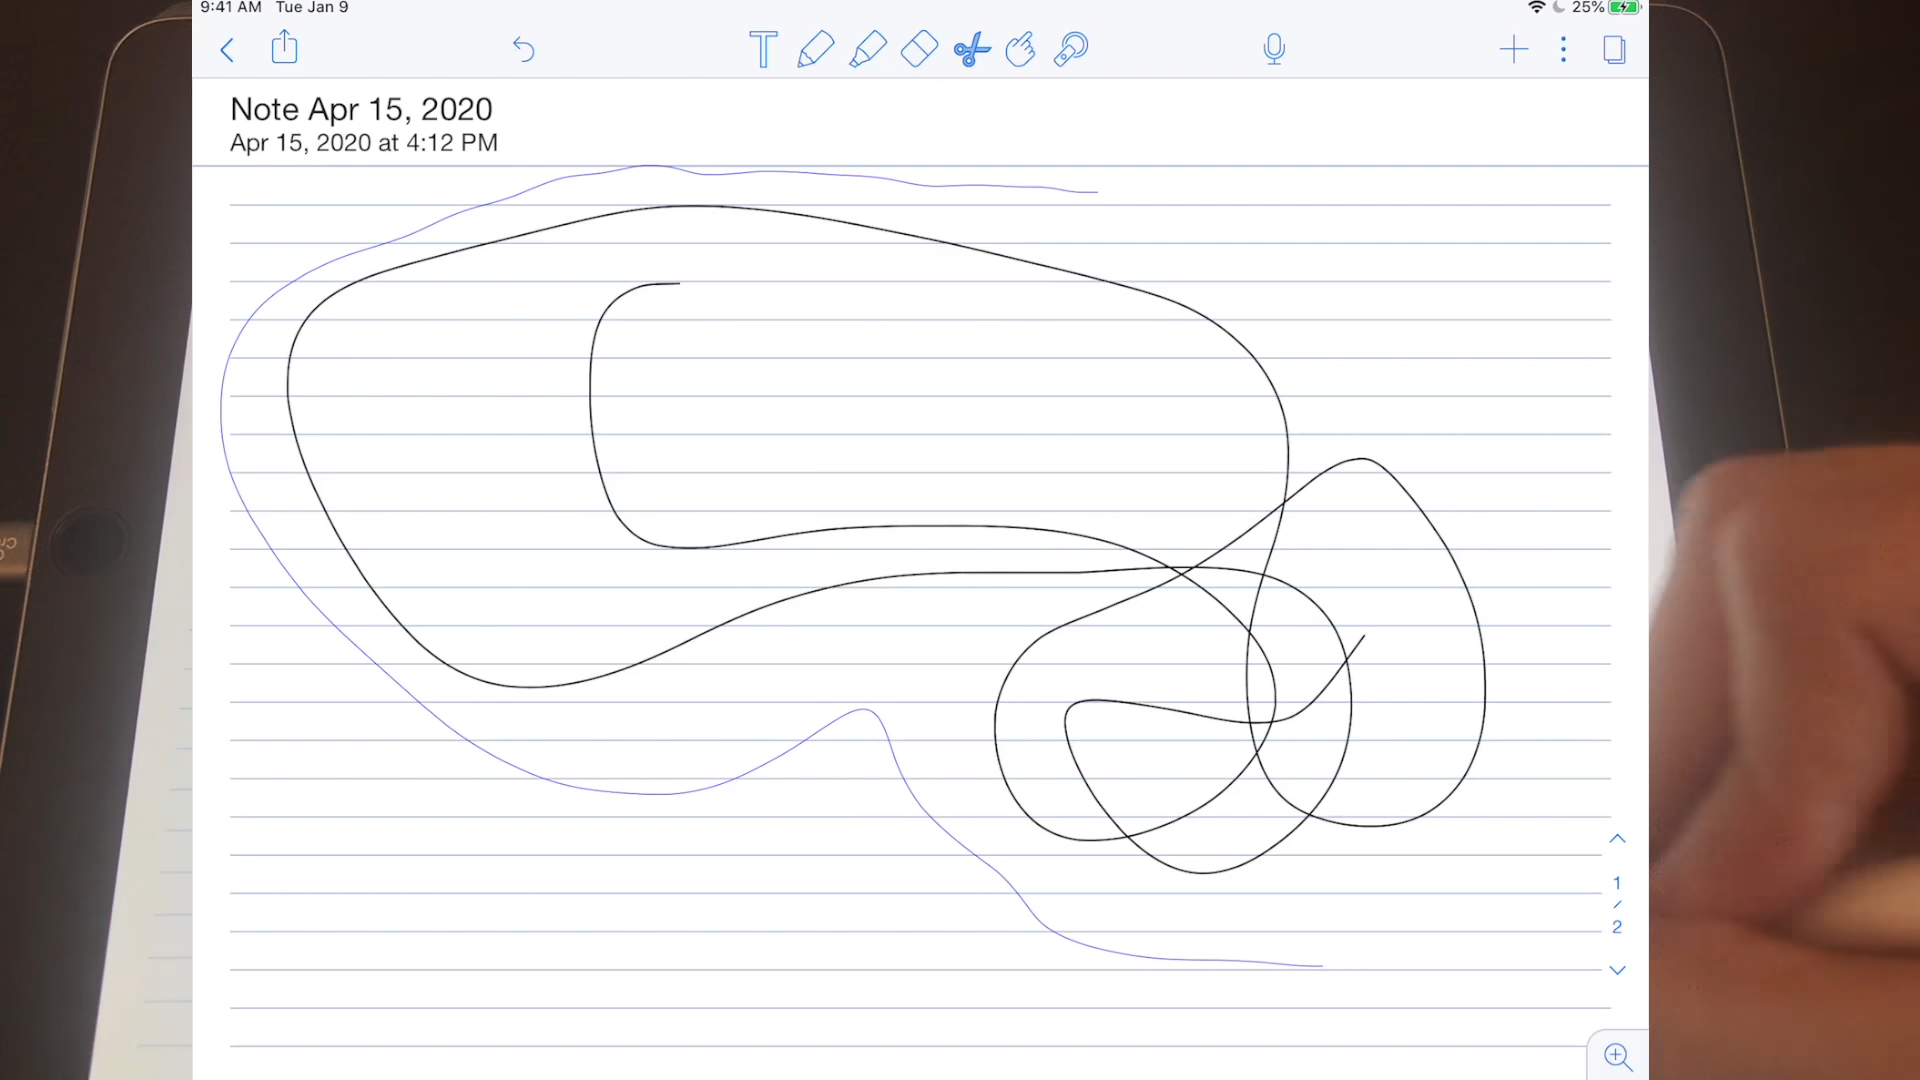 9:41 AM Tue Jan 9
25%
Note Apr 15, 2020
Apr 15, 2020 at 4:12 PM
1
2